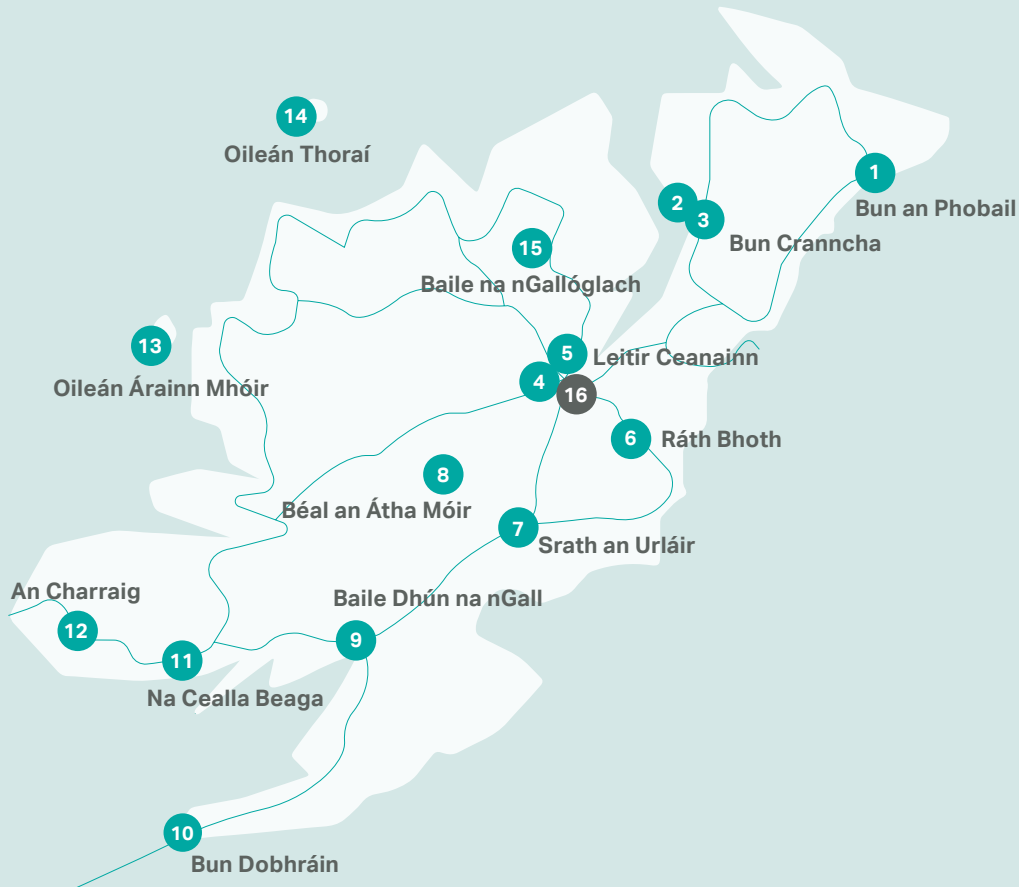 14
Oileán Thoraí
1
Bun an Phobail
2
3
Bun Cranncha
15
Baile na nGallóglach
13
Oileán Árainn Mhóir
5
Leitir Ceanainn
4
16
6
Ráth Bhoth
8
Béal an Átha Móir
7
Srath an Urláir
An Charraig
12
Baile Dhún na nGall
9
11
Na Cealla Beaga
10
Bun Dobhráin